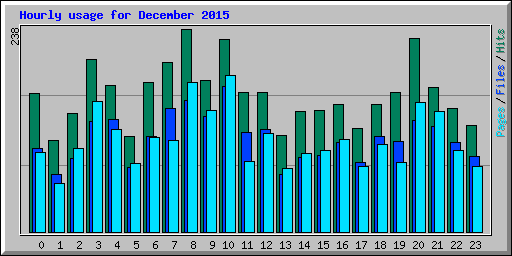 Hourly usage for December 2015
238
Pages / Files / Hits
0 1 2 3 4 5 6 7 8 9 10 11 12 13 14 15 16 17 18 19 20 21 22 23